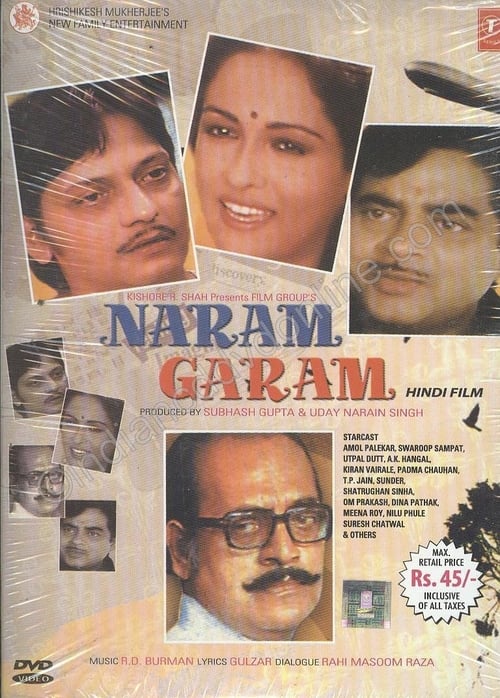 HRISHIKESH MUKHERJEE'S
NEW FAMILY ENTERTAINMENT
T
KISHORE R. SHAH Presents FILM GROUP'S
NARAM
GARAM
HINDI FILM
PRODUCED BY SUBHASH GUPTA & UDAY NARAIN SINGH
STARCAST
AMOL PALEKAR, SWAROOP SAMPAT,
UTPAL DUTT, A.K. HANGAL,
KIRAN VAIRALE, PADMA CHAUHAN,
T.P. JAIN, SUNDER,
SHATRUGHAN SINHA,
OM PRAKASH, DINA PATHAK,
MEENA ROY, NILU PHULE
SURESH CHATWAL
& OTHERS
MAX.
RETAIL PRICE
Rs. 45/-
INCLUSIVE
OF ALL TAXES
DVD
VIDEO
MUSIC R.D. BURMAN LYRICS GULZAR DIALOGUE RAHI MASOOM RAZA